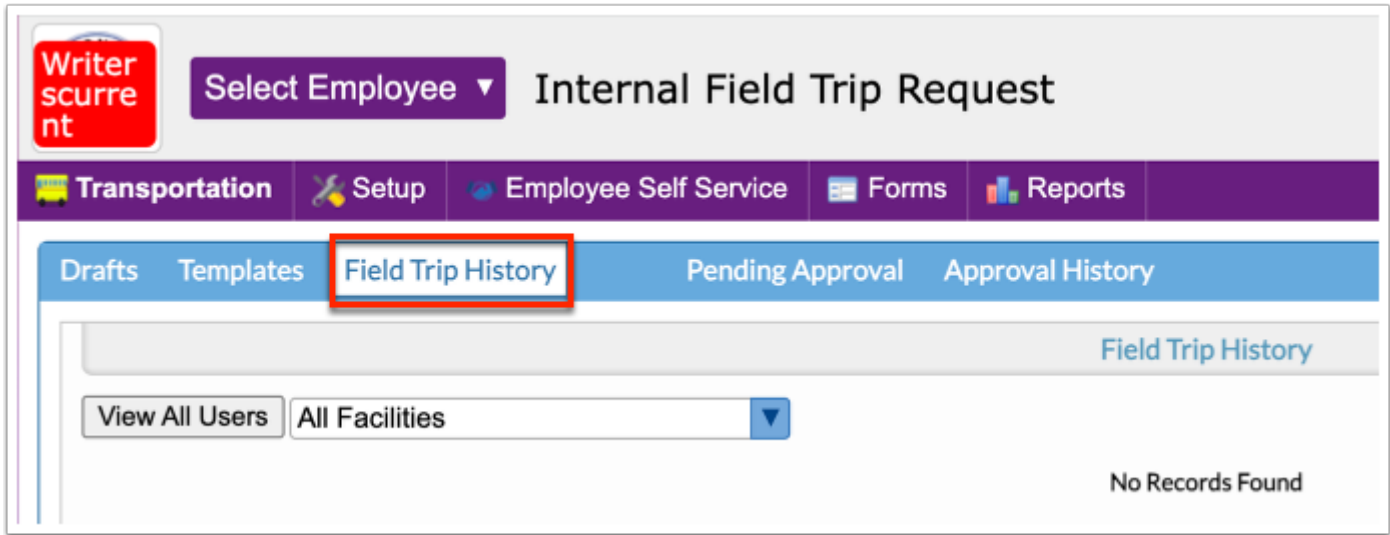 Writer
scurre
nt
Select Employee ▼ Internal Field Trip Request
Transportation Setup Employee Self Service Forms Reports
Drafts Templates Field Trip History Pending Approval Approval History
Field Trip History
View All Users All Facilities ▼
No Records Found